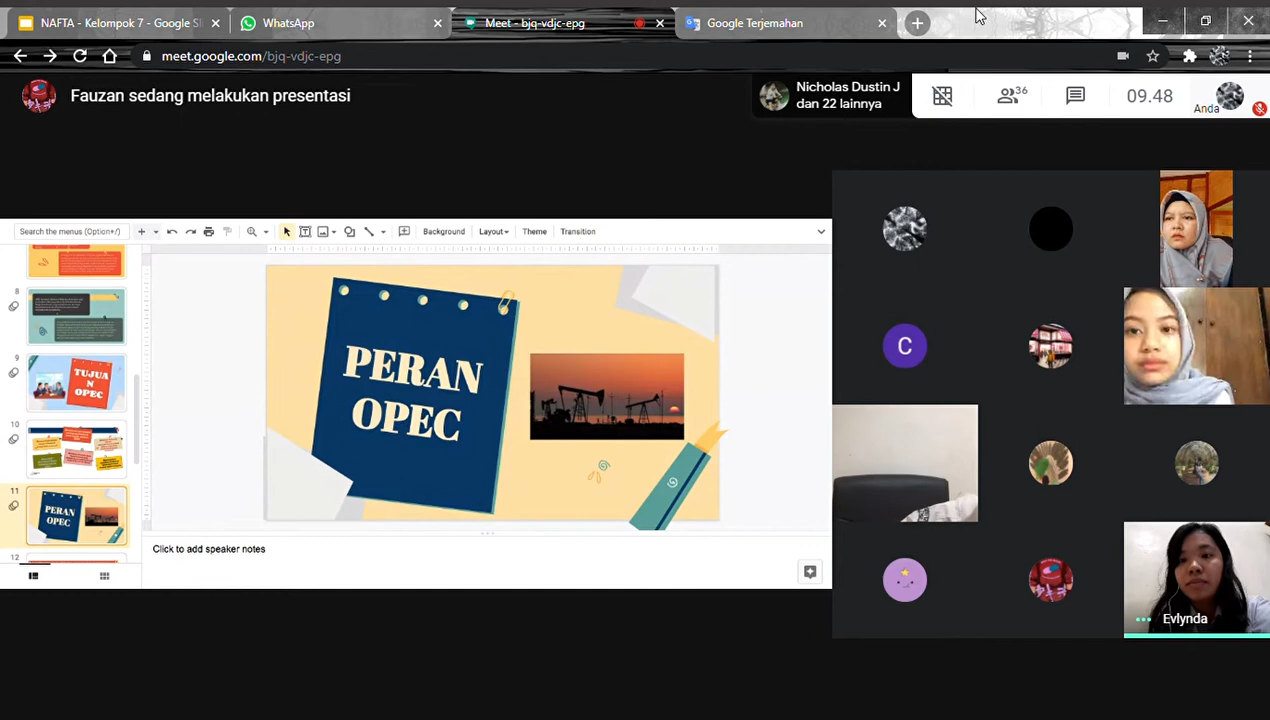 NAFTA - Kelompok 7 - Google Sl
WhatsApp
Meet - bjq-vdjc-epg
Google Terjemahan
meet.google.com/bjq-vdjc-epg
Fauzan sedang melakukan presentasi
Nicholas Dustin J
dan 22 lainnya
36
09.48
Anda
Search the menus (Option+/)
Background
Layout
Theme
Transition
8
9
TUJUA
N
OPEC
10
11
PERAN
OPEC
12
PERAN
OPEC
Click to add speaker notes
C
Evlynda